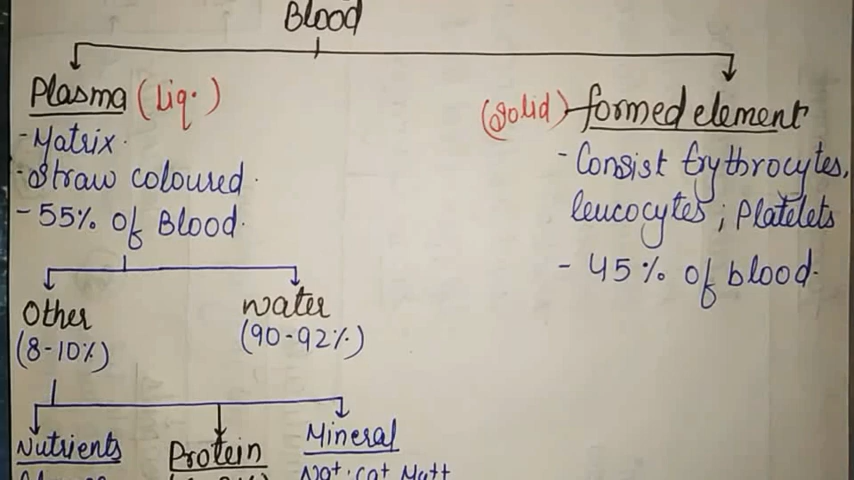 Blood
Plasma (Liq.)
- Matrix.
- Straw coloured.
- 55% of Blood.
(Solid) formed element
- Consist Erythrocytes,
leucocytes; Platelets
- 45% of blood.
Other
(8-10%)
water
(90-92%)
Nutrients
Protein
Mineral